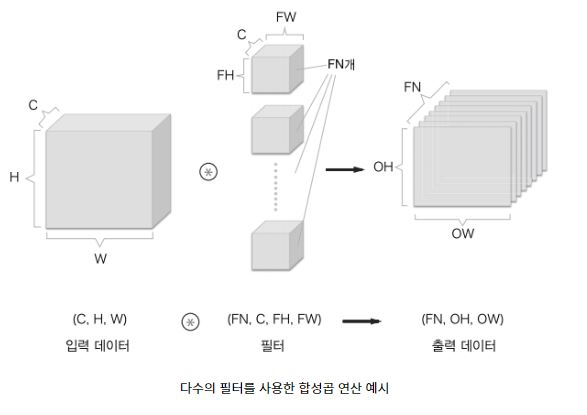 FW
C
FH
FN개
C
H
W
FN
OH
OW
(C, H, W) ⊛ (FN, C, FH, FW) (FN, OH, OW)
입력 데이터 필터 출력 데이터
다수의 필터를 사용한 합성곱 연산 예시